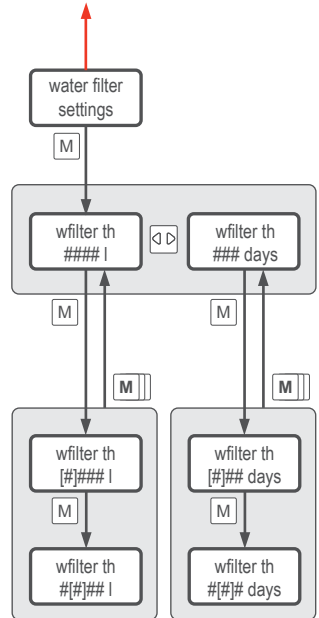 water filter
settings
M
wfilter th
#### l
wfilter th
### days
M
M
M
M
wfilter th
[#]### l
wfilter th
[#]## days
M
M
wfilter th
#[#]## l
wfilter th
#[#]# days